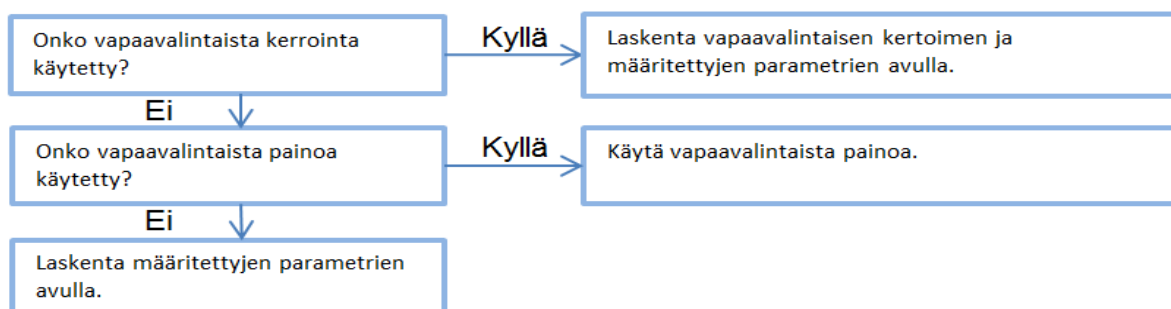 Onko vapaavalintaista kerrointa
käytetty?
Kyllä
Laskenta vapaavalintaisen kertoimen ja
määritettyjen parametrien avulla.
Ei
Onko vapaavalintaista painoa
käytetty?
Kyllä
Käytä vapaavalintaista painoa.
Ei
Laskenta määritettyjen parametrien
avulla.